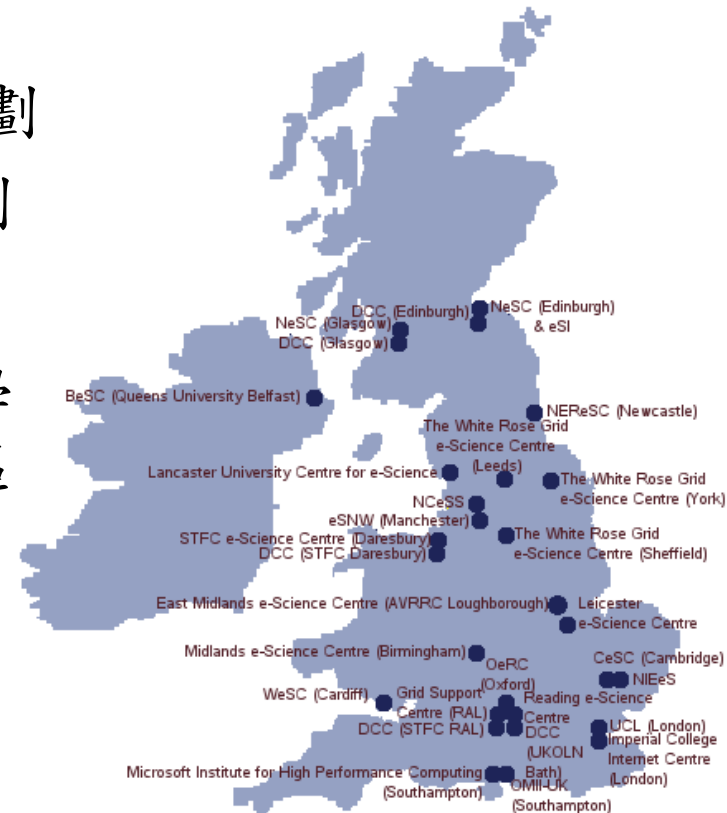 劃
DCC (Edinburgh)
NeSC (Edinburgh)
& eSI
NeSC (Glasgow)
DCC (Glasgow)
BeSC (Queens University Belfast)
NEReSC (Newcastle)
The White Rose Grid
e-Science Centre
(Leeds)
Lancaster University Centre for e-Science
The White Rose Grid
e-Science Centre (York)
NCeSS
eSNW (Manchester)
STFC e-Science Centre (Daresbury)
DCC (STFC Daresbury)
The White Rose Grid
e-Science Centre (Sheffield)
East Midlands e-Science Centre (AVRRC Loughborough)
Leicester
e-Science Centre
Midlands e-Science Centre (Birmingham)
OeRC
(Oxford)
CeSC (Cambridge)
NIEeS
WeSC (Cardiff)
Grid Support
Centre (RAL)
DCC (STFC RAL)
Reading e-Science
Centre
DCC
(UKOLN
Bath)
UCL (London)
Imperial College
Internet Centre
(London)
Microsoft Institute for High Performance Computing
(Southampton)
OMII-UK
(Southampton)